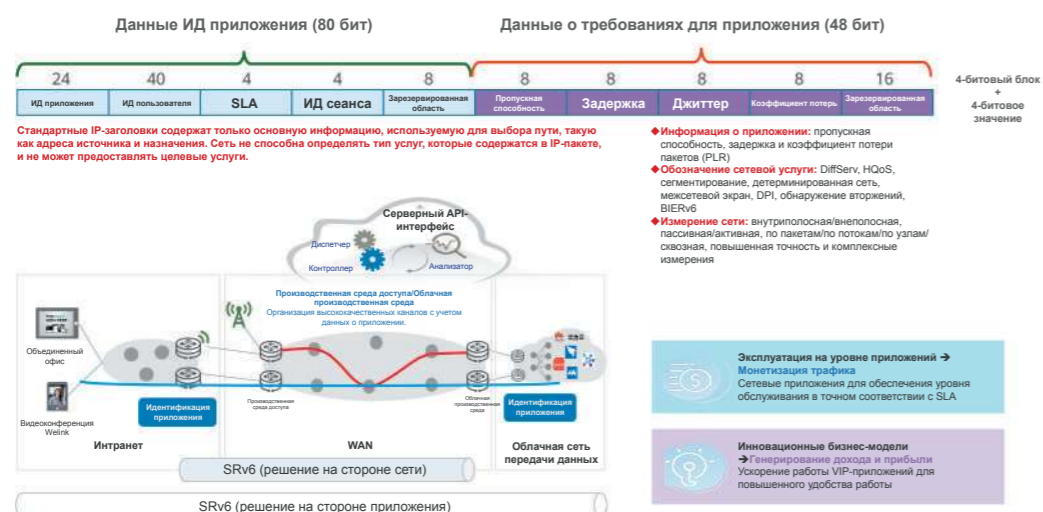 Данные ИД приложения (80 бит)
Данные о требованиях для приложения (48 бит)
24
40
4
4
8
8
8
8
8
16
ИД приложения
ИД пользователя
SLA
ИД сеанса
Зарезервированная
область
Пропускная
способность
Задержка
Джиттер
Коэффициент потерь
Зарезервированная
область
4-битовый блок
+
4-битовое
значение
Стандартные IP-заголовки содержат только основную информацию, используемую для выбора пути, такую
как адреса источника и назначения. Сеть не способна определять тип услуг, которые содержатся в IP-пакете,
и не может предоставлять целевые услуги.
◆Информация о приложении: пропускная
способность, задержка и коэффициент потери
пакетов (PLR)
◆Обозначение сетевой услуги: DiffServ, HQoS,
сегментирование, детерминированная сеть,
межсетевой экран, DPI, обнаружение вторжений,
BIERv6
◆Измерение сети: внутриполосная/внеполосная,
пассивная/активная, по пакетам/по потокам/по узлам/
сквозная, повышенная точность и комплексные
измерения
Серверный API-
интерфейс
Диспетчер
Контроллер
Анализатор
Производственная среда доступа/Облачная
производственная среда
Организация высококачественных каналов с учетом
данных о приложении.
Объединенный
офис
Видеоконференция
Welink
Идентификация
приложения
Производственная
среда доступа
Облачная
производственная
среда
Идентификация
приложения
Интранет
WAN
Облачная сеть
передачи данных
SRv6 (решение на стороне сети)
SRv6 (решение на стороне приложения)
Эксплуатация на уровне приложений →
Монетизация трафика
Сетевые приложения для обеспечения уровня
обслуживания в точном соответствии с SLA
Инновационные бизнес-модели
→Генерирование дохода и прибыли
Ускорение работы VIP-приложений для
повышенного удобства работы